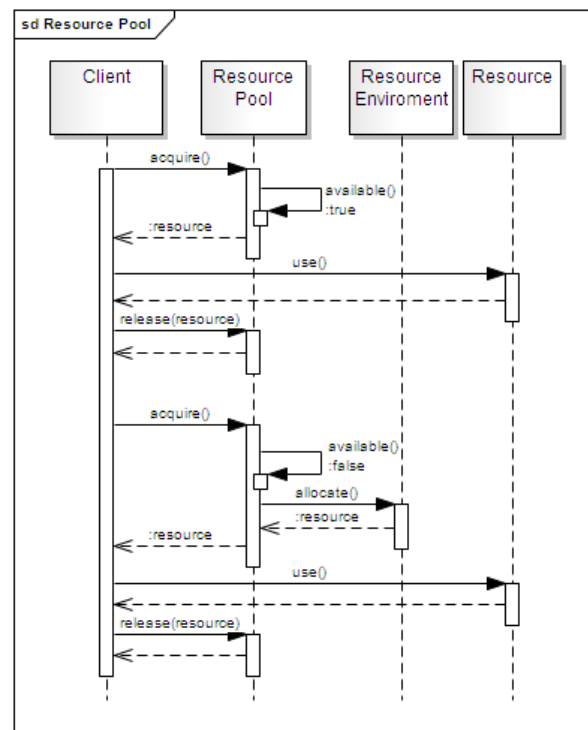 sd Resource Pool
Client
Resource
Pool
Resource
Enviroment
Resource
acquire()
available()
:true
:resource
use()
release(resource)
acquire()
available()
:false
allocate()
:resource
:resource
use()
release(resource)